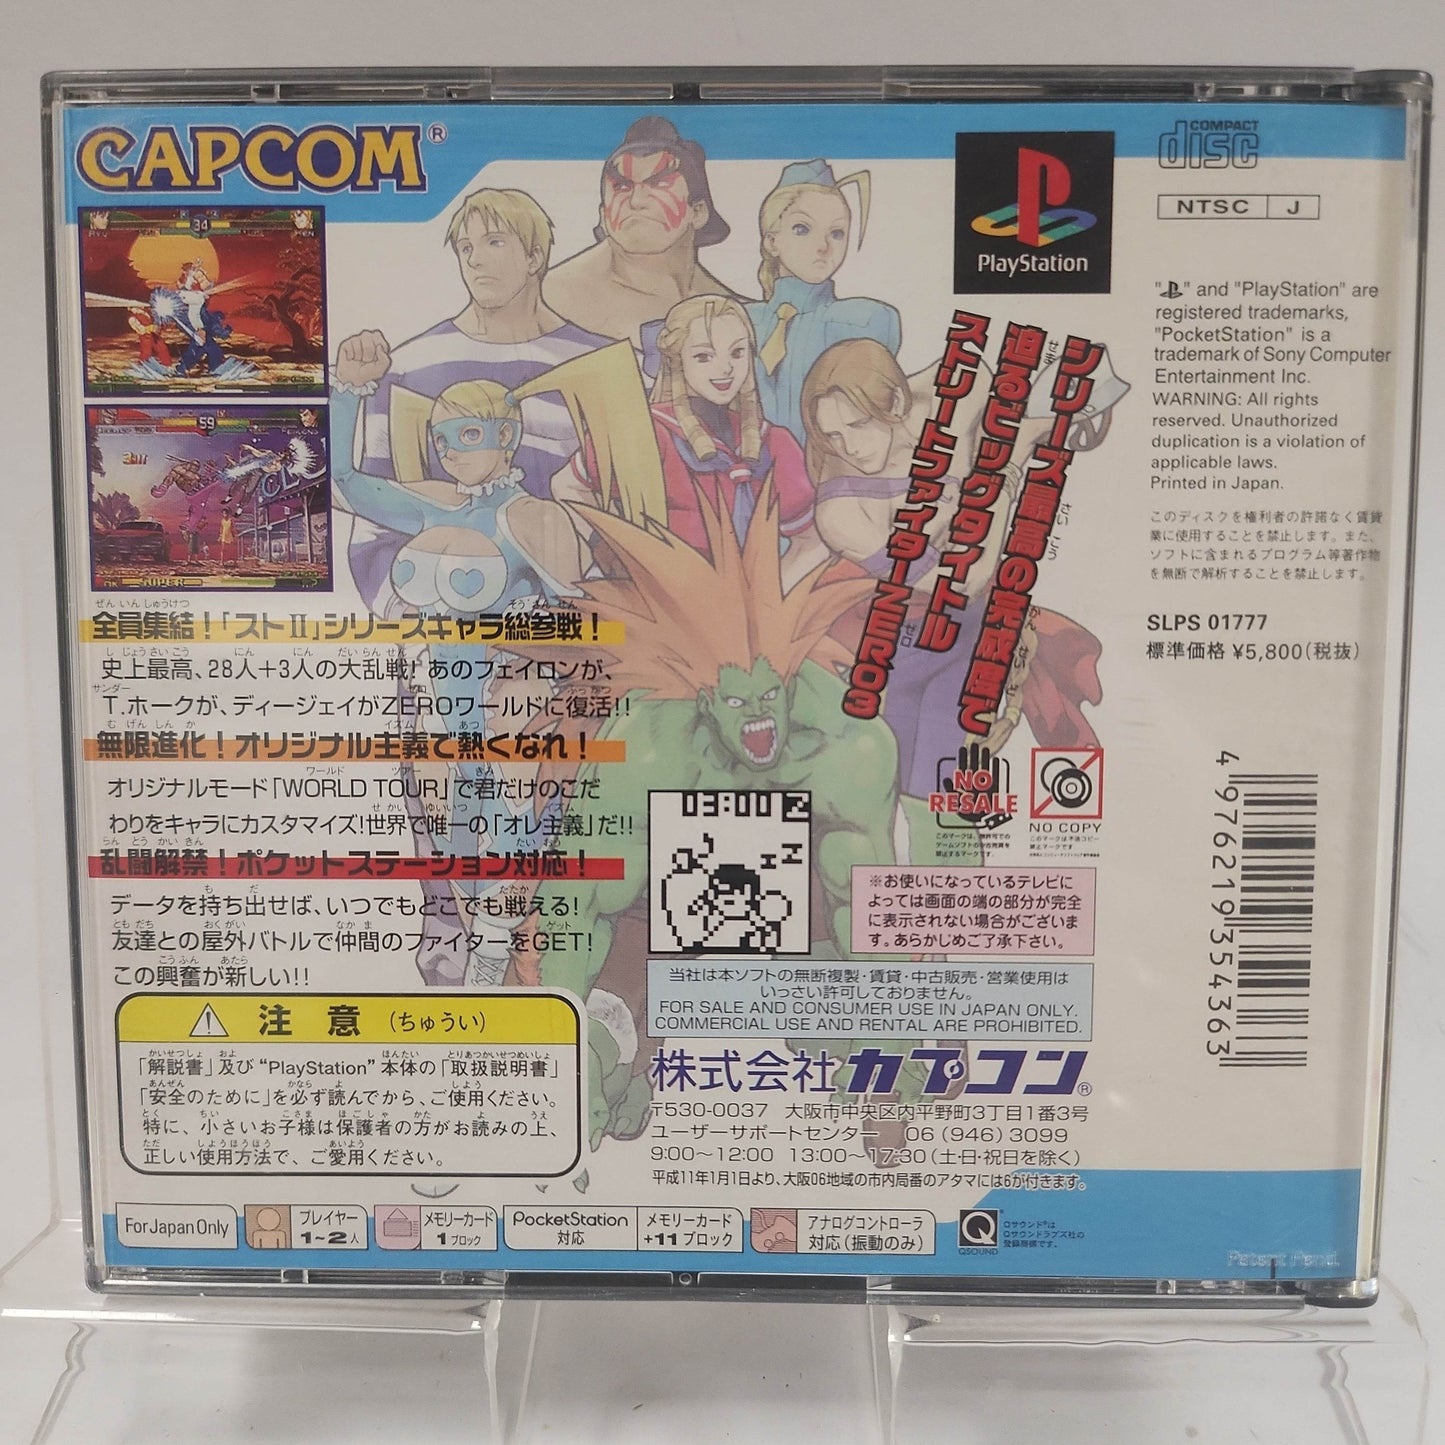 CAPCOM®
34
59
全員集結！「ストⅡ」シリーズキャラ総参戦！
史上最高、28人+3人の大乱戦！あのフェイロンが、
T.ホークが、ディージェイがZEROワールドに復活!!
無限進化！オリジナル主義で熱くなれ！
オリジナルモード「WORLD TOUR」で君だけのこだ
わりをキャラにカスタマイズ!世界で唯一の「オレ主義」だ!!
乱闘解禁！ポケットステーション対応！
データを持ち出せば、いつでもどこでも戦える!
友達との屋外バトルで仲間のファイターをGET!
この興奮が新しい!!
注 意 (ちゅうい)
「解説書」及び“PlayStation”本体の「取扱説明書」
「安全のために」を必ず読んでから、ご使用ください。
特に、小さいお子様は保護者の方がお読みの上、
正しい使用方法で、ご愛用ください。
シリーズ最高の完成度で
迫るビッグタイトル
ストリートファイターZERO3
PlayStation
COMPACT
disc
NTSC J
" " and "PlayStation" are
registered trademarks,
"PocketStation" is a
trademark of Sony Computer
Entertainment Inc.
WARNING: All rights
reserved. Unauthorized
duplication is a violation of
applicable laws.
Printed in Japan.
このディスクを権利者の許諾なく賃貸
業に使用することを禁止します。また、
ソフトに含まれるプログラム等著作物
を無断で解析することを禁止します。
SLPS 01777
標準価格 ¥5,800(税抜)
NO
RESALE
NO COPY
03:00
※お使いになっているテレビに
よっては画面の端の部分が完全
に表示されない場合がございま
す。あらかじめご了承下さい。
当社は本ソフトの無断複製・賃貸・中古販売・営業使用は
いっさい許可しておりません。
FOR SALE AND CONSUMER USE IN JAPAN ONLY.
COMMERCIAL USE AND RENTAL ARE PROHIBITED.
株式会社カプコン®
〒530-0037 大阪市中央区内平野町3丁目1番3号
ユーザーサポートセンター 06(946)3099
9:00～12:00 13:00～17:30(土・日・祝日を除く)
平成11年1月1日より、大阪06地域の市内局番のアタマには6が付きます。
4 976219 354363
For Japan Only
プレイヤー
1～2人
メモリーカード
1ブロック
PocketStation
対応
メモリーカード
+11ブロック
アナログコントローラ
対応(振動のみ)
QSOUND
Qサウンド®は
Qサウンドラブズ社の
登録商標です。
Patent Pend.